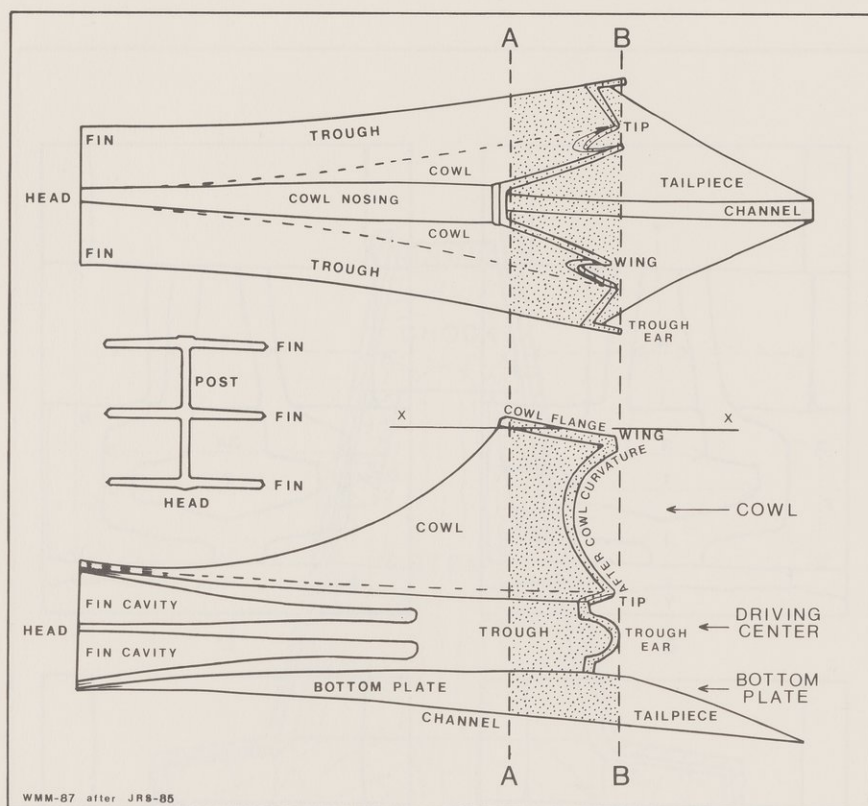 A B
FIN
TROUGH
TIP
COWL
TAILPIECE
HEAD
COWL NOSING
CHANNEL
COWL
FIN
WING
TROUGH
TROUGH
EAR
FIN
POST
FIN
FIN
HEAD
X
COWL FLANGE
X
WING
AFTER COWL CURVATURE
COWL
COWL
TIP
FIN CAVITY
HEAD
TROUGH
TROUGH
EAR
DRIVING
CENTER
FIN CAVITY
BOTTOM PLATE
BOTTOM
PLATE
CHANNEL
TAILPIECE
A B
WMM-87 after JRS-85